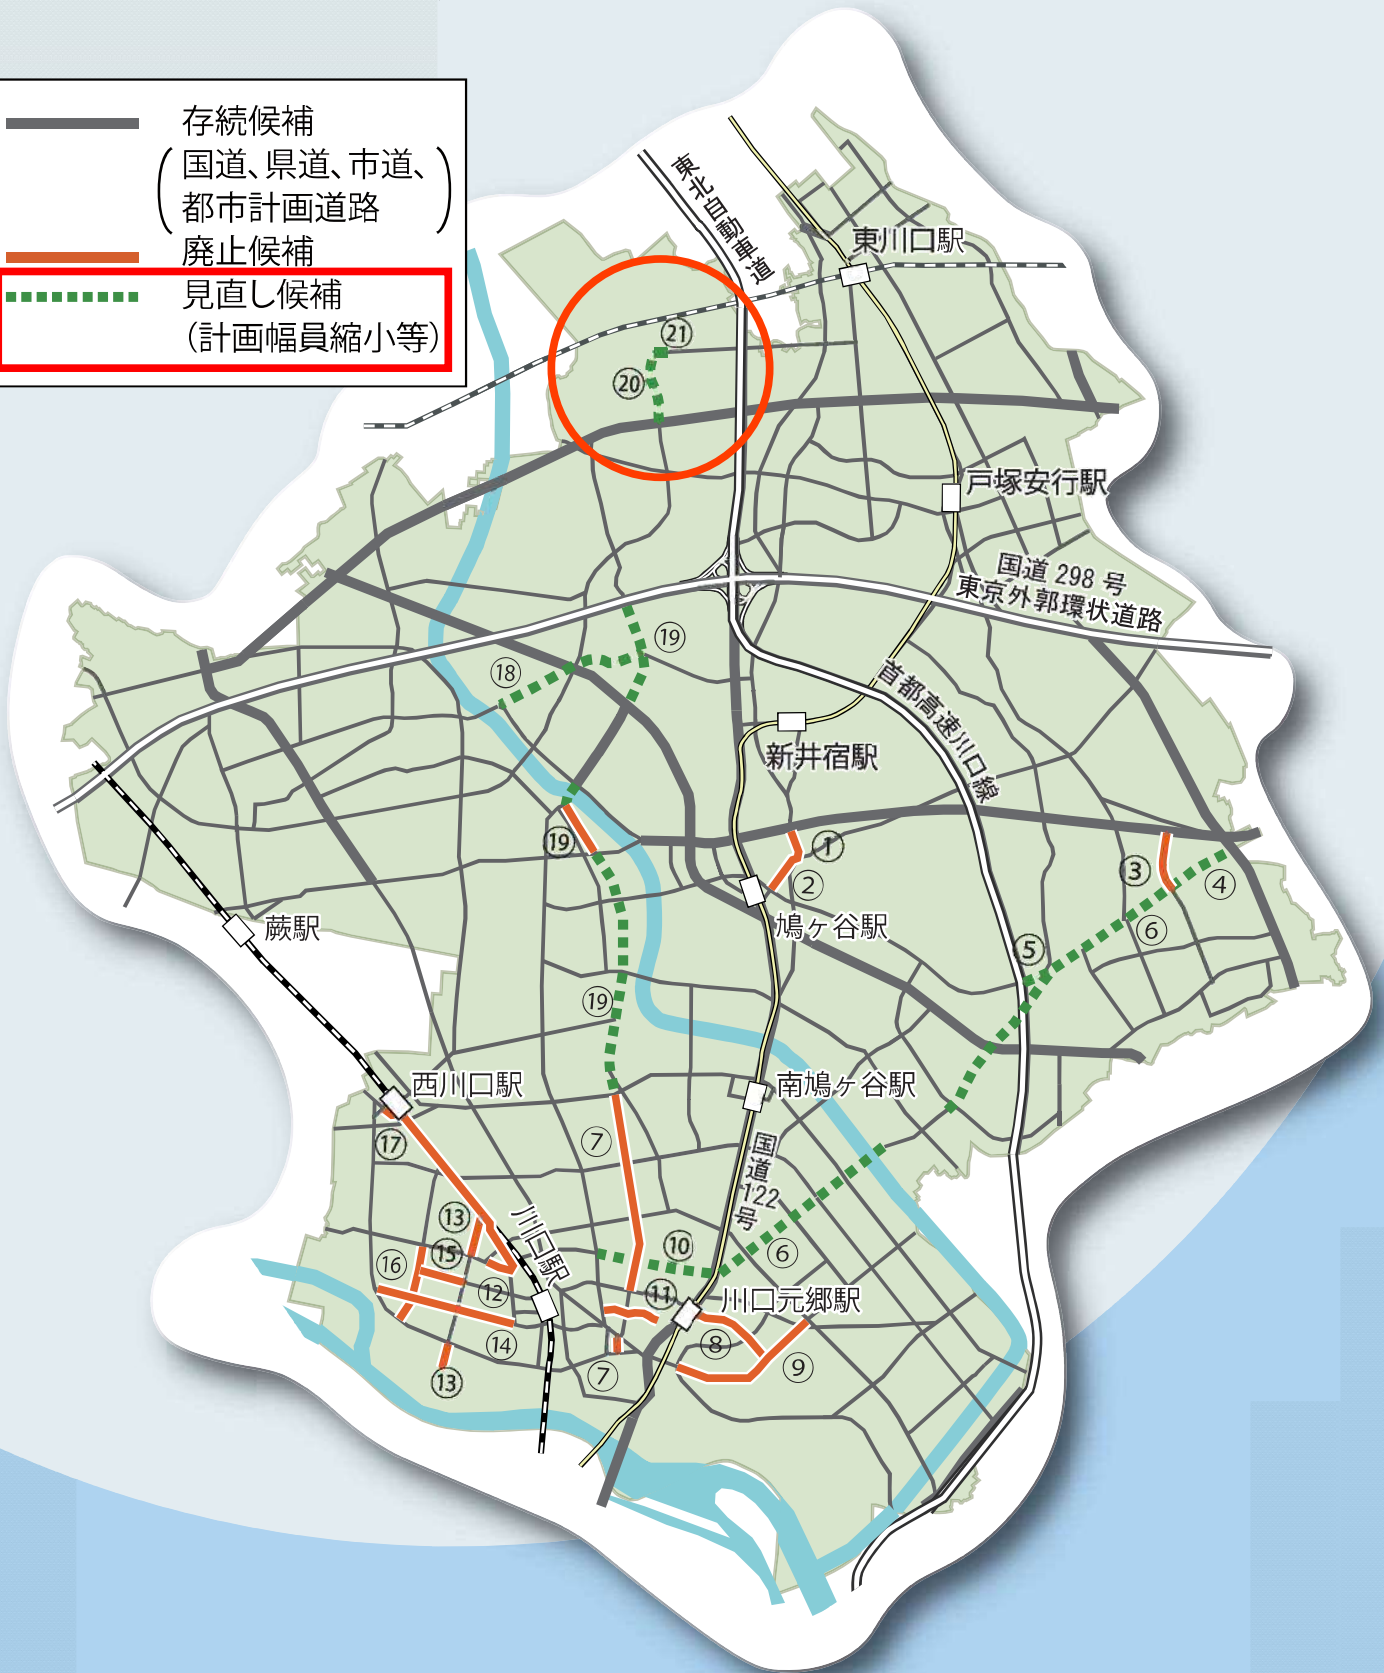 存続候補
(国道、県道、市道、
都市計画道路)
廃止候補
見直し候補
(計画幅員縮小等)
東北自動車道
東川口駅
㉑
⑳
戸塚安行駅
国道 298 号
東京外郭環状道路
⑲
⑱
首都高速川口線
新井宿駅
⑲
①
②
③
④
鳩ヶ谷駅
蕨駅
⑥
⑤
⑲
西川口駅
南鳩ヶ谷駅
⑰
⑦
国道122号
⑬
川口駅
⑩
⑥
⑮
⑯
⑫
⑪
川口元郷駅
⑭
⑧
⑨
⑬
⑦